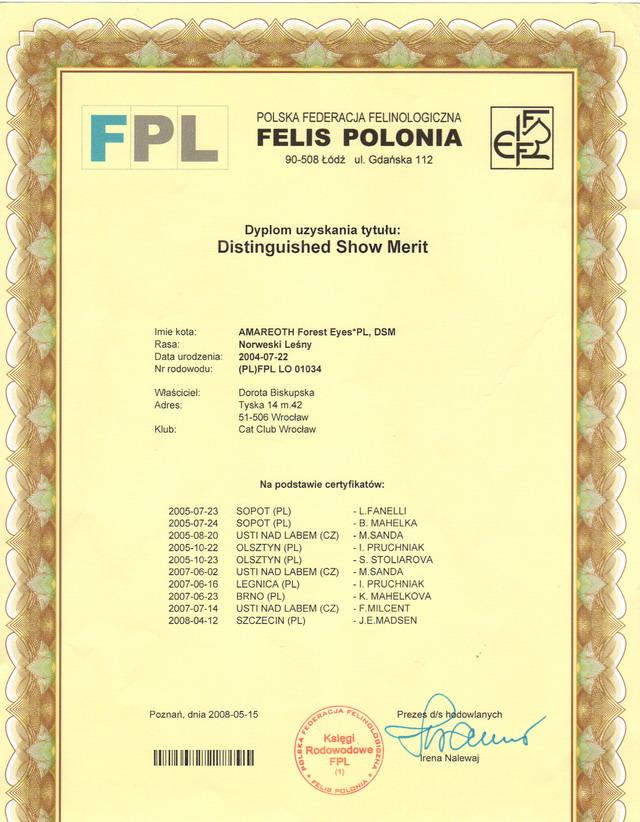 FPL
POLSKA FEDERACJA FELINOLOGICZNA
FELIS POLONIA
90-508 Łódź ul. Gdańska 112
FIFe
Dyplom uzyskania tytułu:
Distinguished Show Merit
Imie kota: AMAREOTH Forest Eyes*PL, DSM
Rasa: Norweski Leśny
Data urodzenia: 2004-07-22
Nr rodowodu: (PL)FPL LO 01034
Właściciel: Dorota Biskupska
Adres: Tyska 14 m.42
51-506 Wrocław
Klub: Cat Club Wrocław
Na podstawie certyfikatów:
2005-07-23 SOPOT (PL) - L.FANELLI
2005-07-24 SOPOT (PL) - B. MAHELKA
2005-08-20 USTI NAD LABEM (CZ) - M.SANDA
2005-10-22 OLSZTYN (PL) - I. PRUCHNIAK
2005-10-23 OLSZTYN (PL) - S. STOLIAROVA
2007-06-02 USTI NAD LABEM (CZ) - M.SANDA
2007-06-16 LEGNICA (PL) - I. PRUCHNIAK
2007-06-23 BRNO (PL) - K. MAHELKOVA
2007-07-14 USTI NAD LABEM (CZ) - F.MILCENT
2008-04-12 SZCZECIN (PL) - J.E.MADSEN
Poznań, dnia 2008-05-15
Prezes d/s hodowlanych
Irena Nalewaj
POLSKA FEDERACJA FELINOLOGICZNA
Księgi
Rodowodowe
FPL
(1)
* FELIS POLONIA *